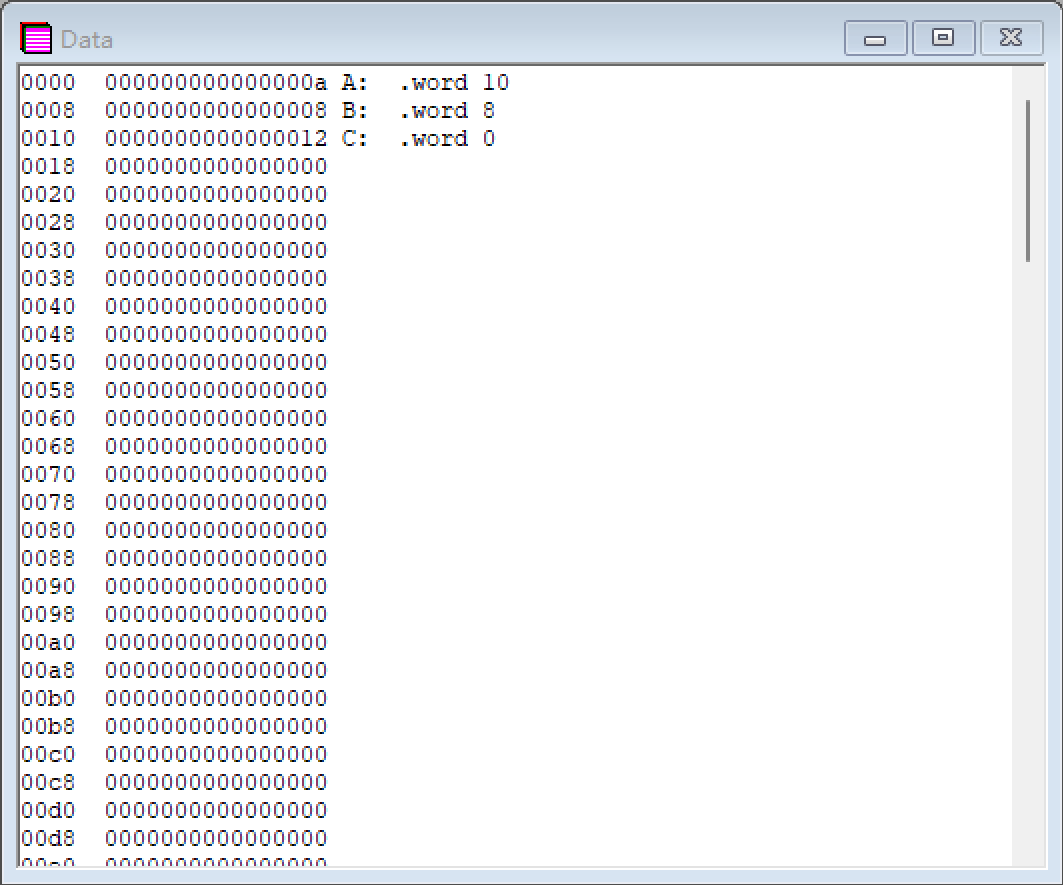 Data
0000  000000000000000a A:  .word 10
0008  0000000000000008 B:  .word 8
0010  0000000000000012 C:  .word 0
0018  0000000000000000
0020  0000000000000000
0028  0000000000000000
0030  0000000000000000
0038  0000000000000000
0040  0000000000000000
0048  0000000000000000
0050  0000000000000000
0058  0000000000000000
0060  0000000000000000
0068  0000000000000000
0070  0000000000000000
0078  0000000000000000
0080  0000000000000000
0088  0000000000000000
0090  0000000000000000
0098  0000000000000000
00a0  0000000000000000
00a8  0000000000000000
00b0  0000000000000000
00b8  0000000000000000
00c0  0000000000000000
00c8  0000000000000000
00d0  0000000000000000
00d8  0000000000000000